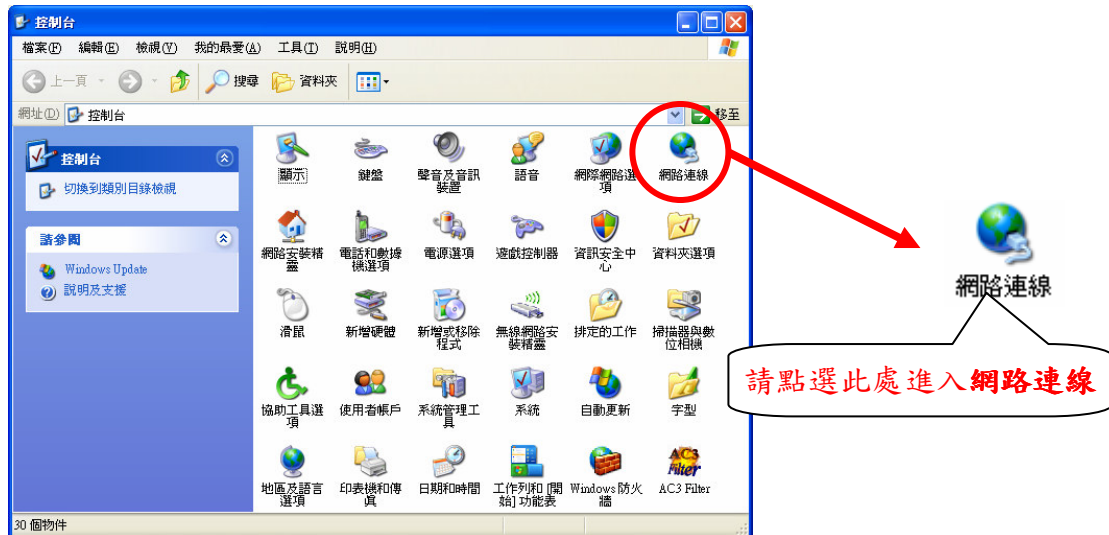 控制台
檔案(F) 編輯(E) 檢視(V) 我的最愛(A) 工具(T) 說明(H)
上一頁 搜尋 資料夾
網址(D) 控制台 移至
控制台
切換到類別目錄檢視
請參閱
Windows Update
說明及支援
顯示
鍵盤
聲音及音訊
裝置
語音
網際網路選
項
網路連線
網路安裝精
靈
電話和數據
機選項
電源選項
遊戲控制器
資訊安全中
心
資料夾選項
滑鼠
新增硬體
新增或移除
程式
無線網路安
裝精靈
排定的工作
掃描器與數
位相機
協助工具選
項
使用者帳戶
系統管理工
具
系統
自動更新
字型
地區及語言
選項
印表機和傳
真
日期和時間
工作列和 [開
始] 功能表
Windows 防火
牆
AC3 Filter
AC3
Filter
30 個物件
網路連線
請點選此處進入網路連線